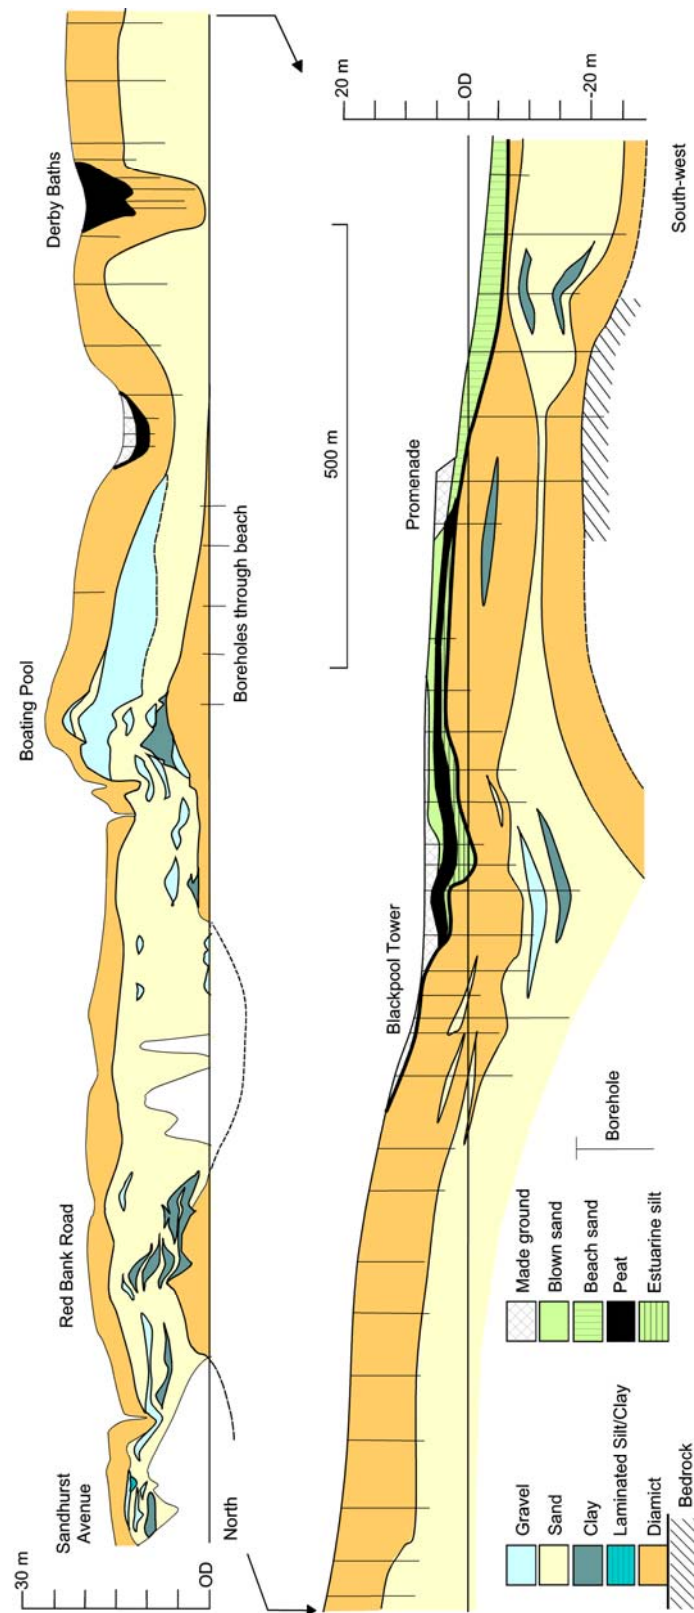 30 m
OD
Sandhurst
Avenue
Red Bank Road
Boating Pool
Derby Baths
North
Boreholes through beach
500 m
20 m
OD
-20 m
Blackpool Tower
Promenade
South-west
Gravel
Sand
Clay
Laminated Silt/Clay
Diamict
Bedrock
Made ground
Blown sand
Beach sand
Peat
Estuarine silt
Borehole